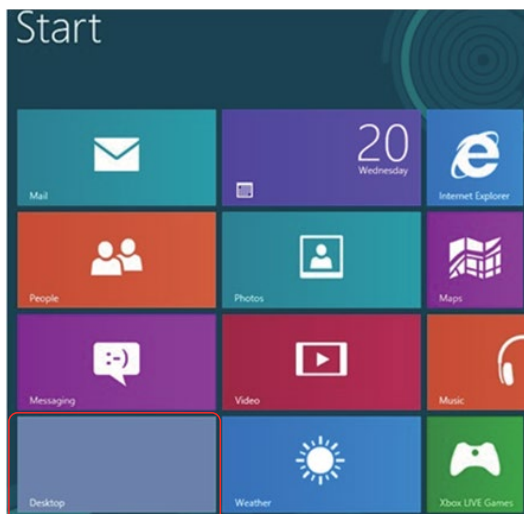 Start
Mail
20
Wednesday
Internet Explorer
People
Photos
Maps
:-)
Messaging
Video
Music
Desktop
Weather
Xbox LIVE Games